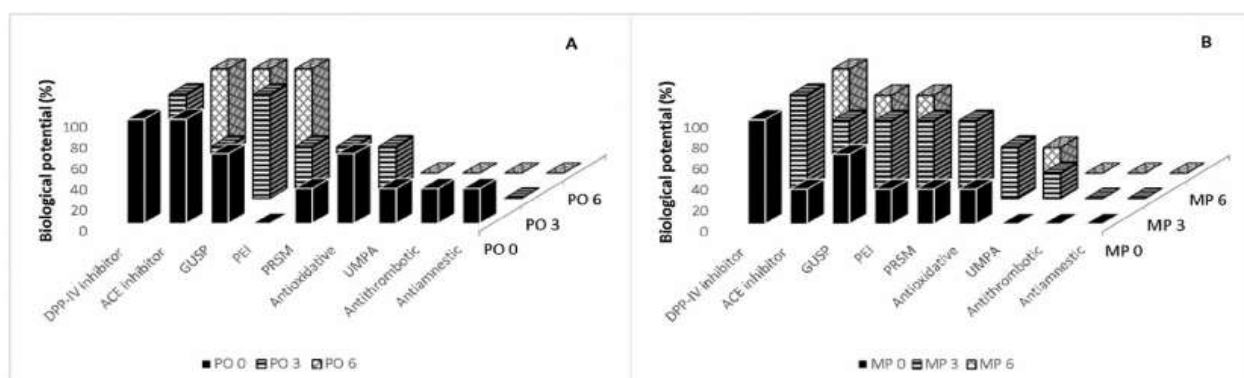 A
Biological potential (%)
100
80
60
40
20
0
DPP-IV inhibitor
ACE inhibitor
GUSP
PEI
PRSM
Antioxidative
UMPA
Antithrombotic
Antiamnestic
PO 0
PO 3
PO 6
PO 0 PO 3 PO 6
B
Biological potential (%)
100
80
60
40
20
0
DPP-IV inhibitor
ACE inhibitor
GUSP
PEI
PRSM
Antioxidative
UMPA
Antithrombotic
Antiamnestic
MP 0
MP 3
MP 6
MP 0 MP 3 MP 6